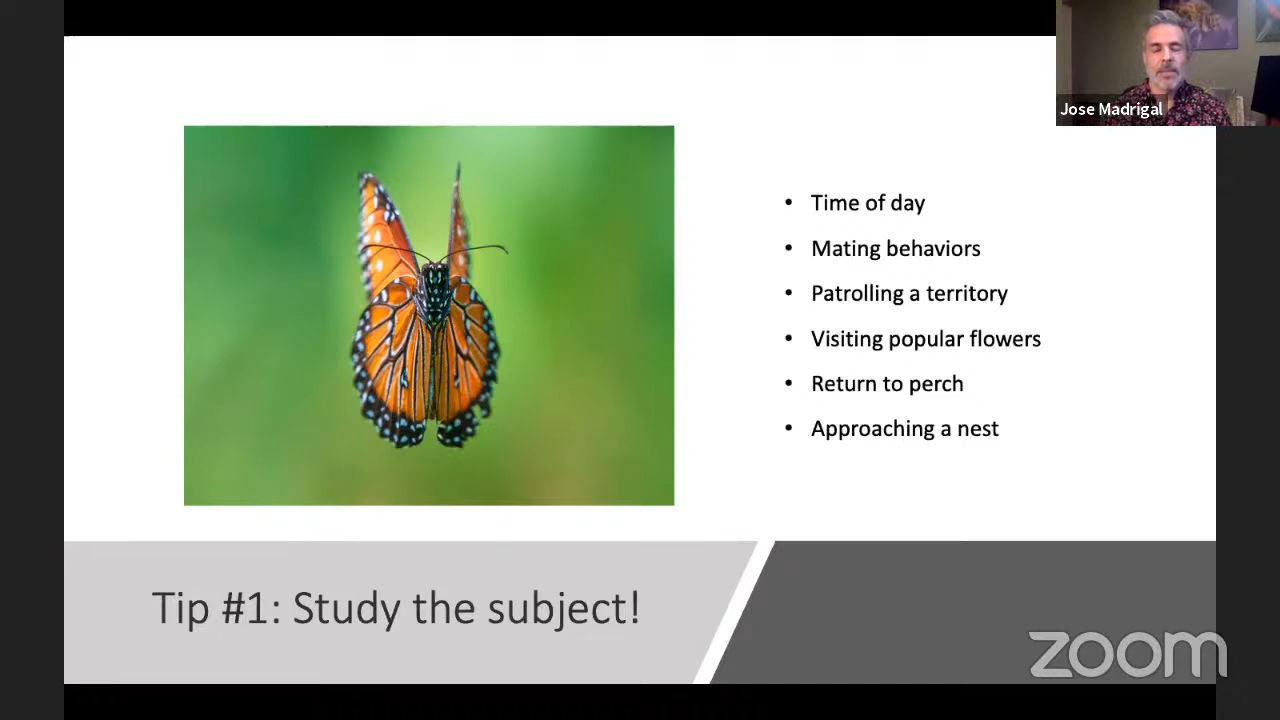 Jose Madrigal
• Time of day
• Mating behaviors
• Patrolling a territory
• Visiting popular flowers
• Return to perch
• Approaching a nest
Tip #1: Study the subject!
zoom